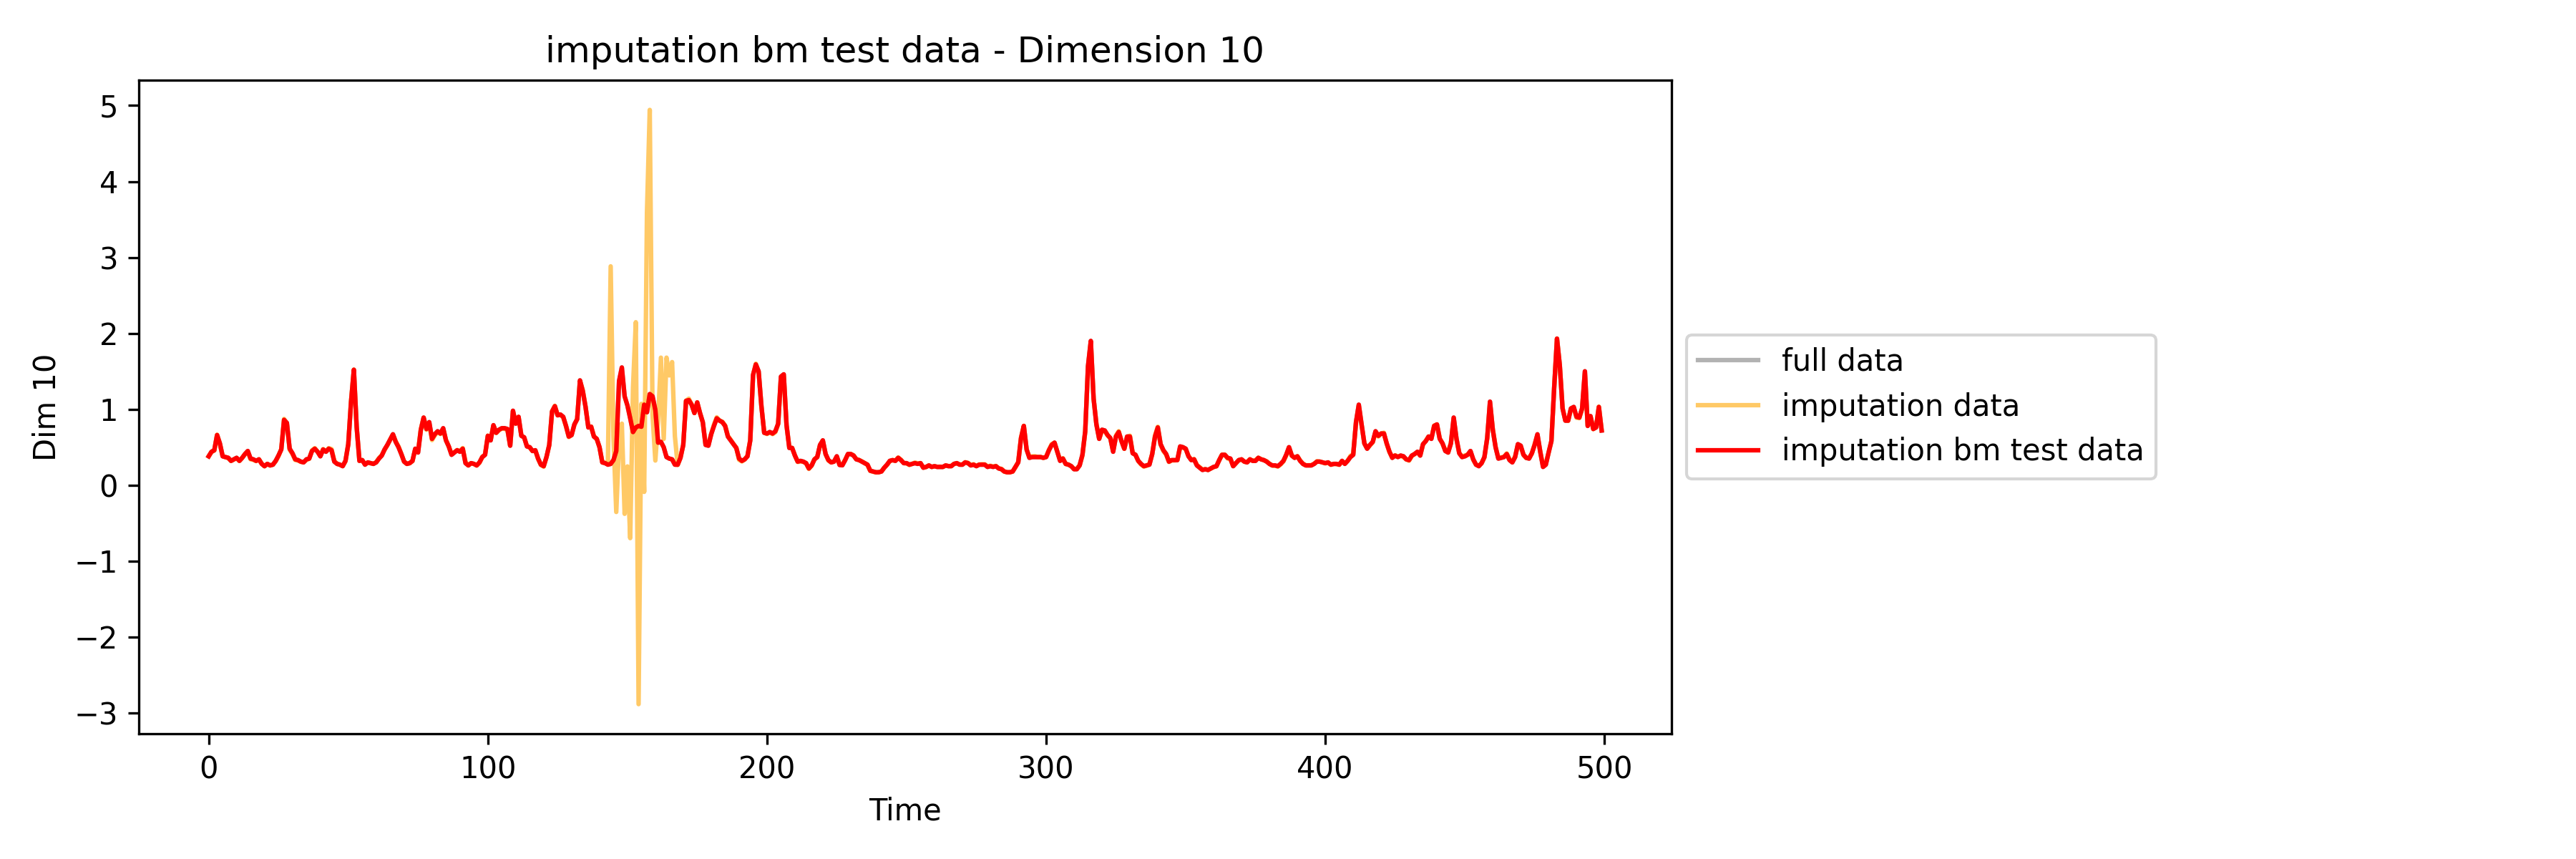 imputation bm test data - Dimension 10
5
4
3
2
1
0
−1
−2
−3
Dim 10
0 100 200 300 400 500
Time
full data
imputation data
imputation bm test data